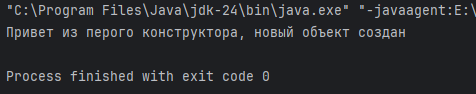 "C:\Program Files\Java\jdk-24\bin\java.exe" "-javaagent:E:\
Привет из перого конструктора, новый объект создан
Process finished with exit code 0